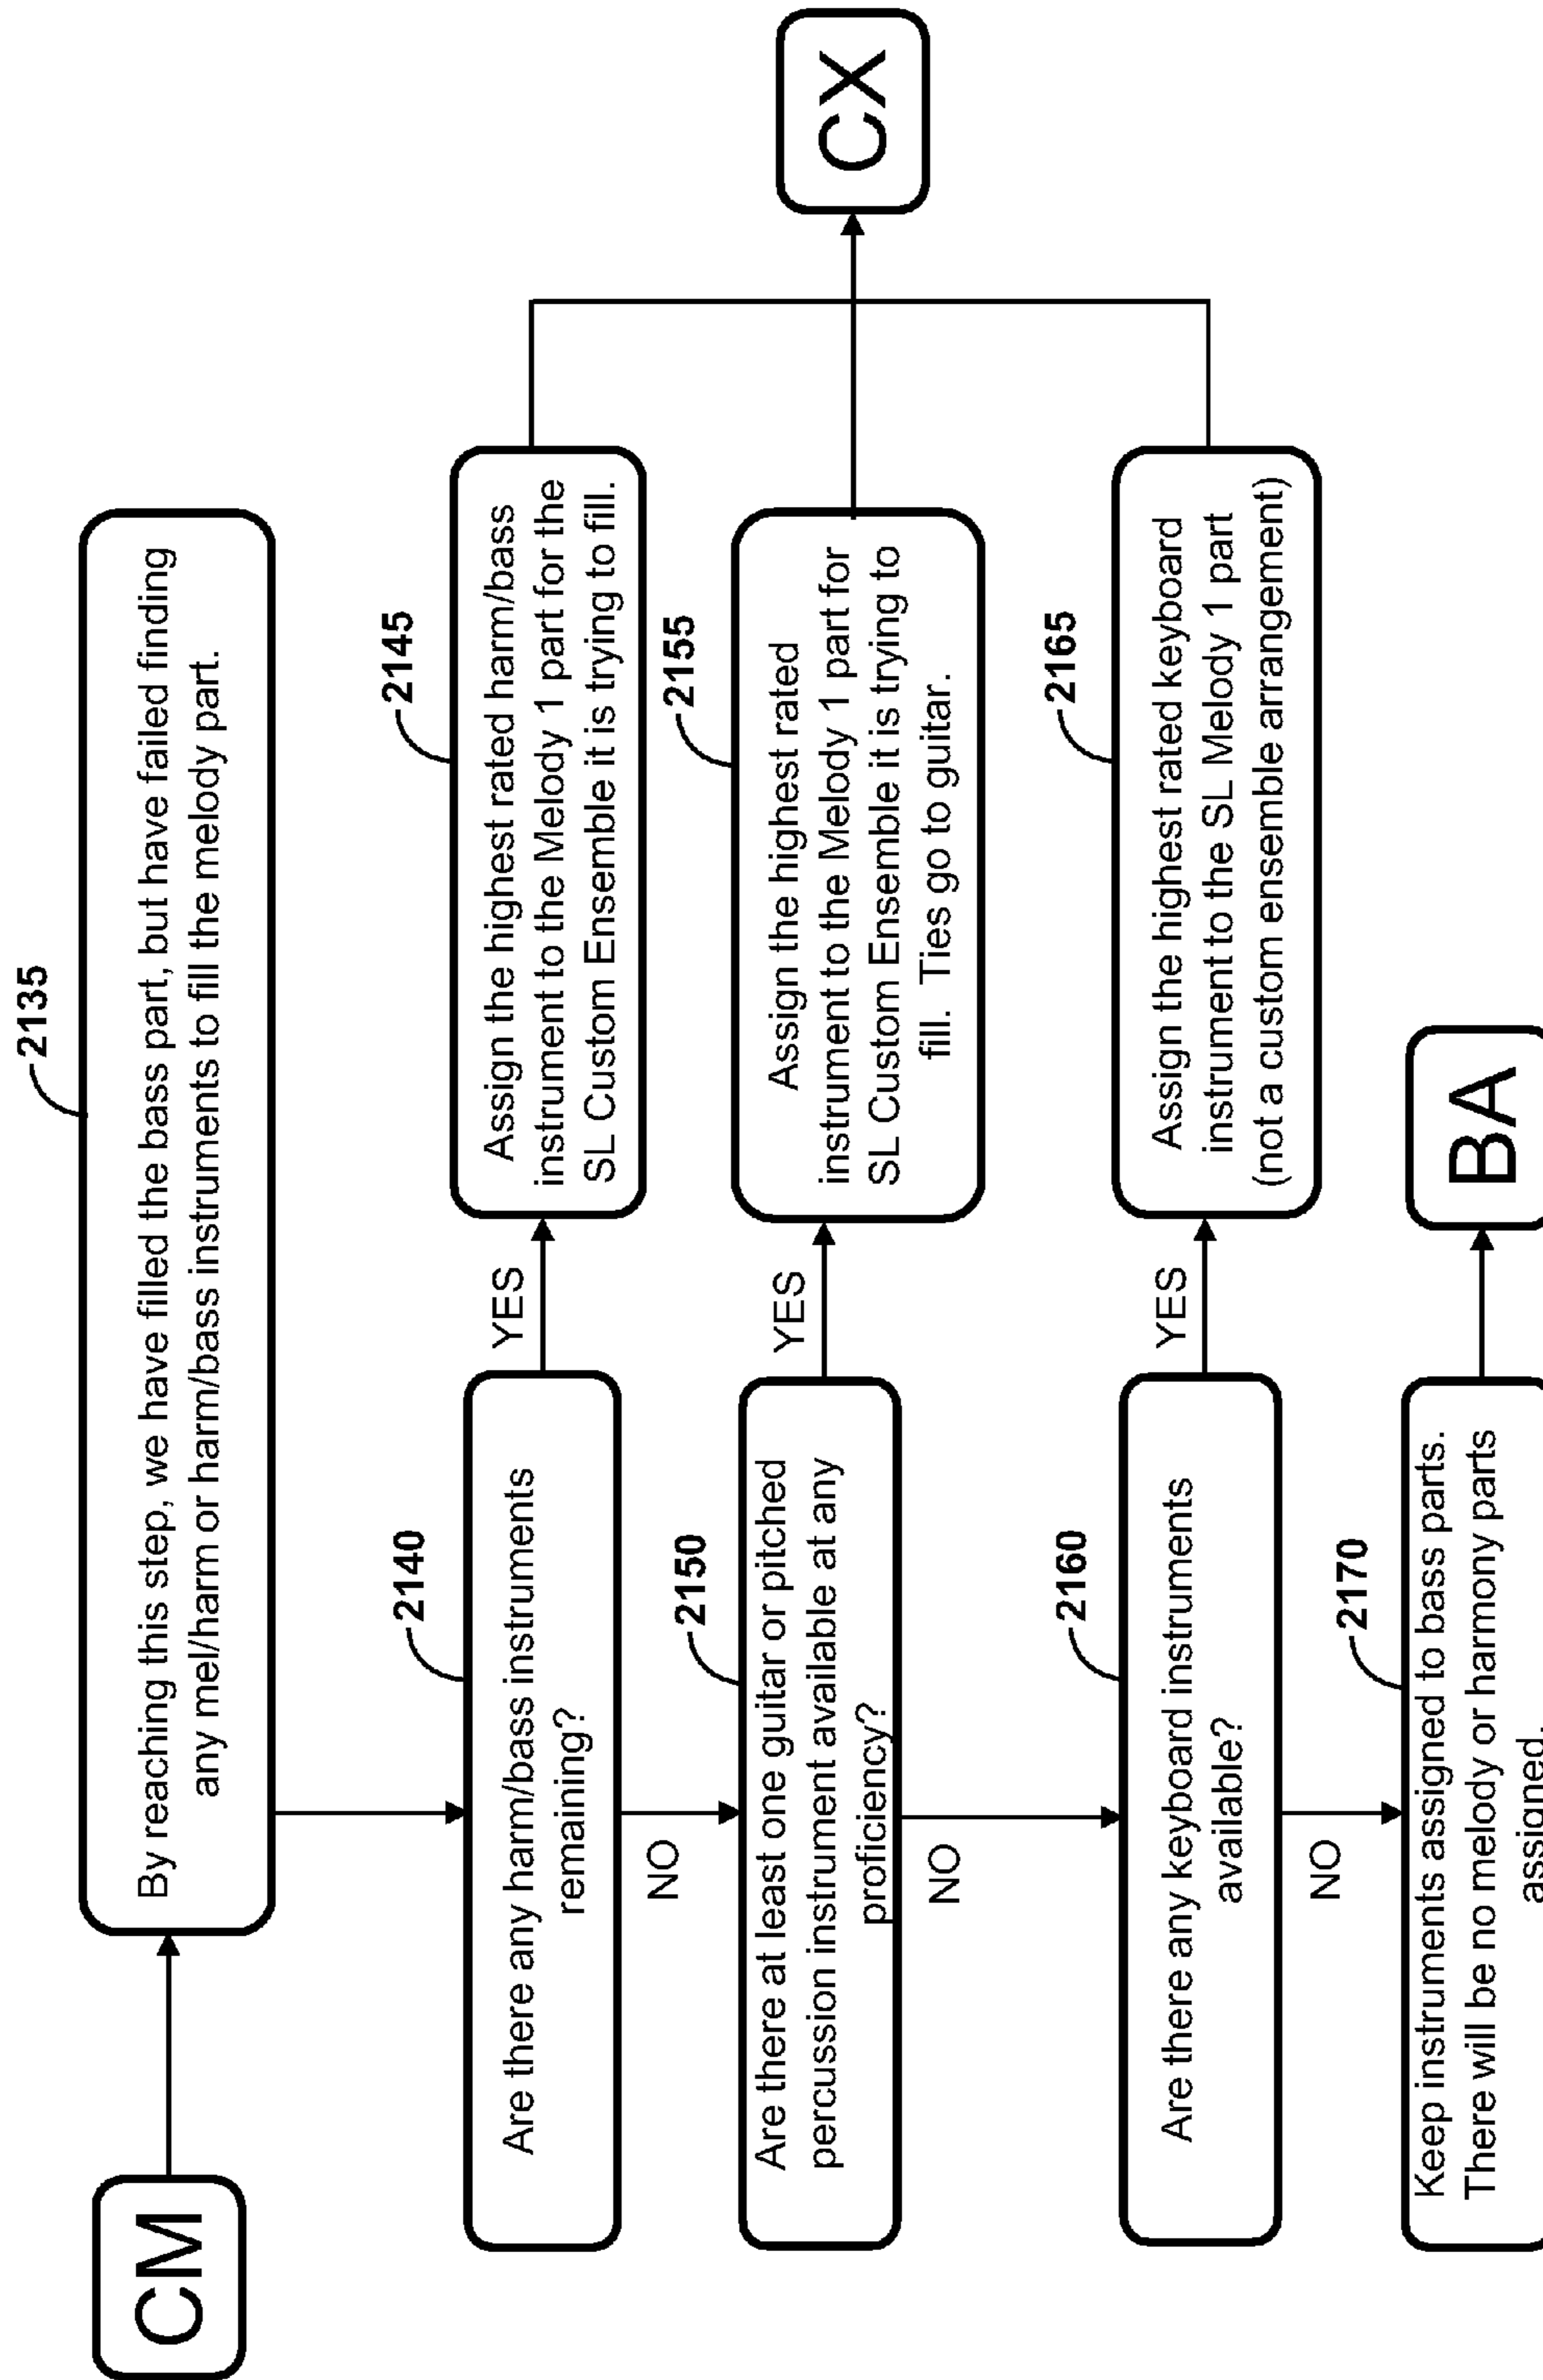 CM
2135
By reaching this step, we have filled the bass part, but have failed finding
any mel/harm or harm/bass instruments to fill the melody part.
2140
Are there any harm/bass instruments
remaining?
YES
2145
Assign the highest rated harm/bass
instrument to the Melody 1 part for the
SL Custom Ensemble it is trying to fill.
NO
2150
Are there at least one guitar or pitched
percussion instrument available at any
proficiency?
YES
2155
Assign the highest rated
instrument to the Melody 1 part for
SL Custom Ensemble it is trying to
fill. Ties go to guitar.
CX
NO
2160
Are there any keyboard instruments
available?
YES
2165
Assign the highest rated keyboard
instrument to the SL Melody 1 part
(not a custom ensemble arrangement)
NO
2170
Keep instruments assigned to bass parts.
There will be no melody or harmony parts
assigned.
BA